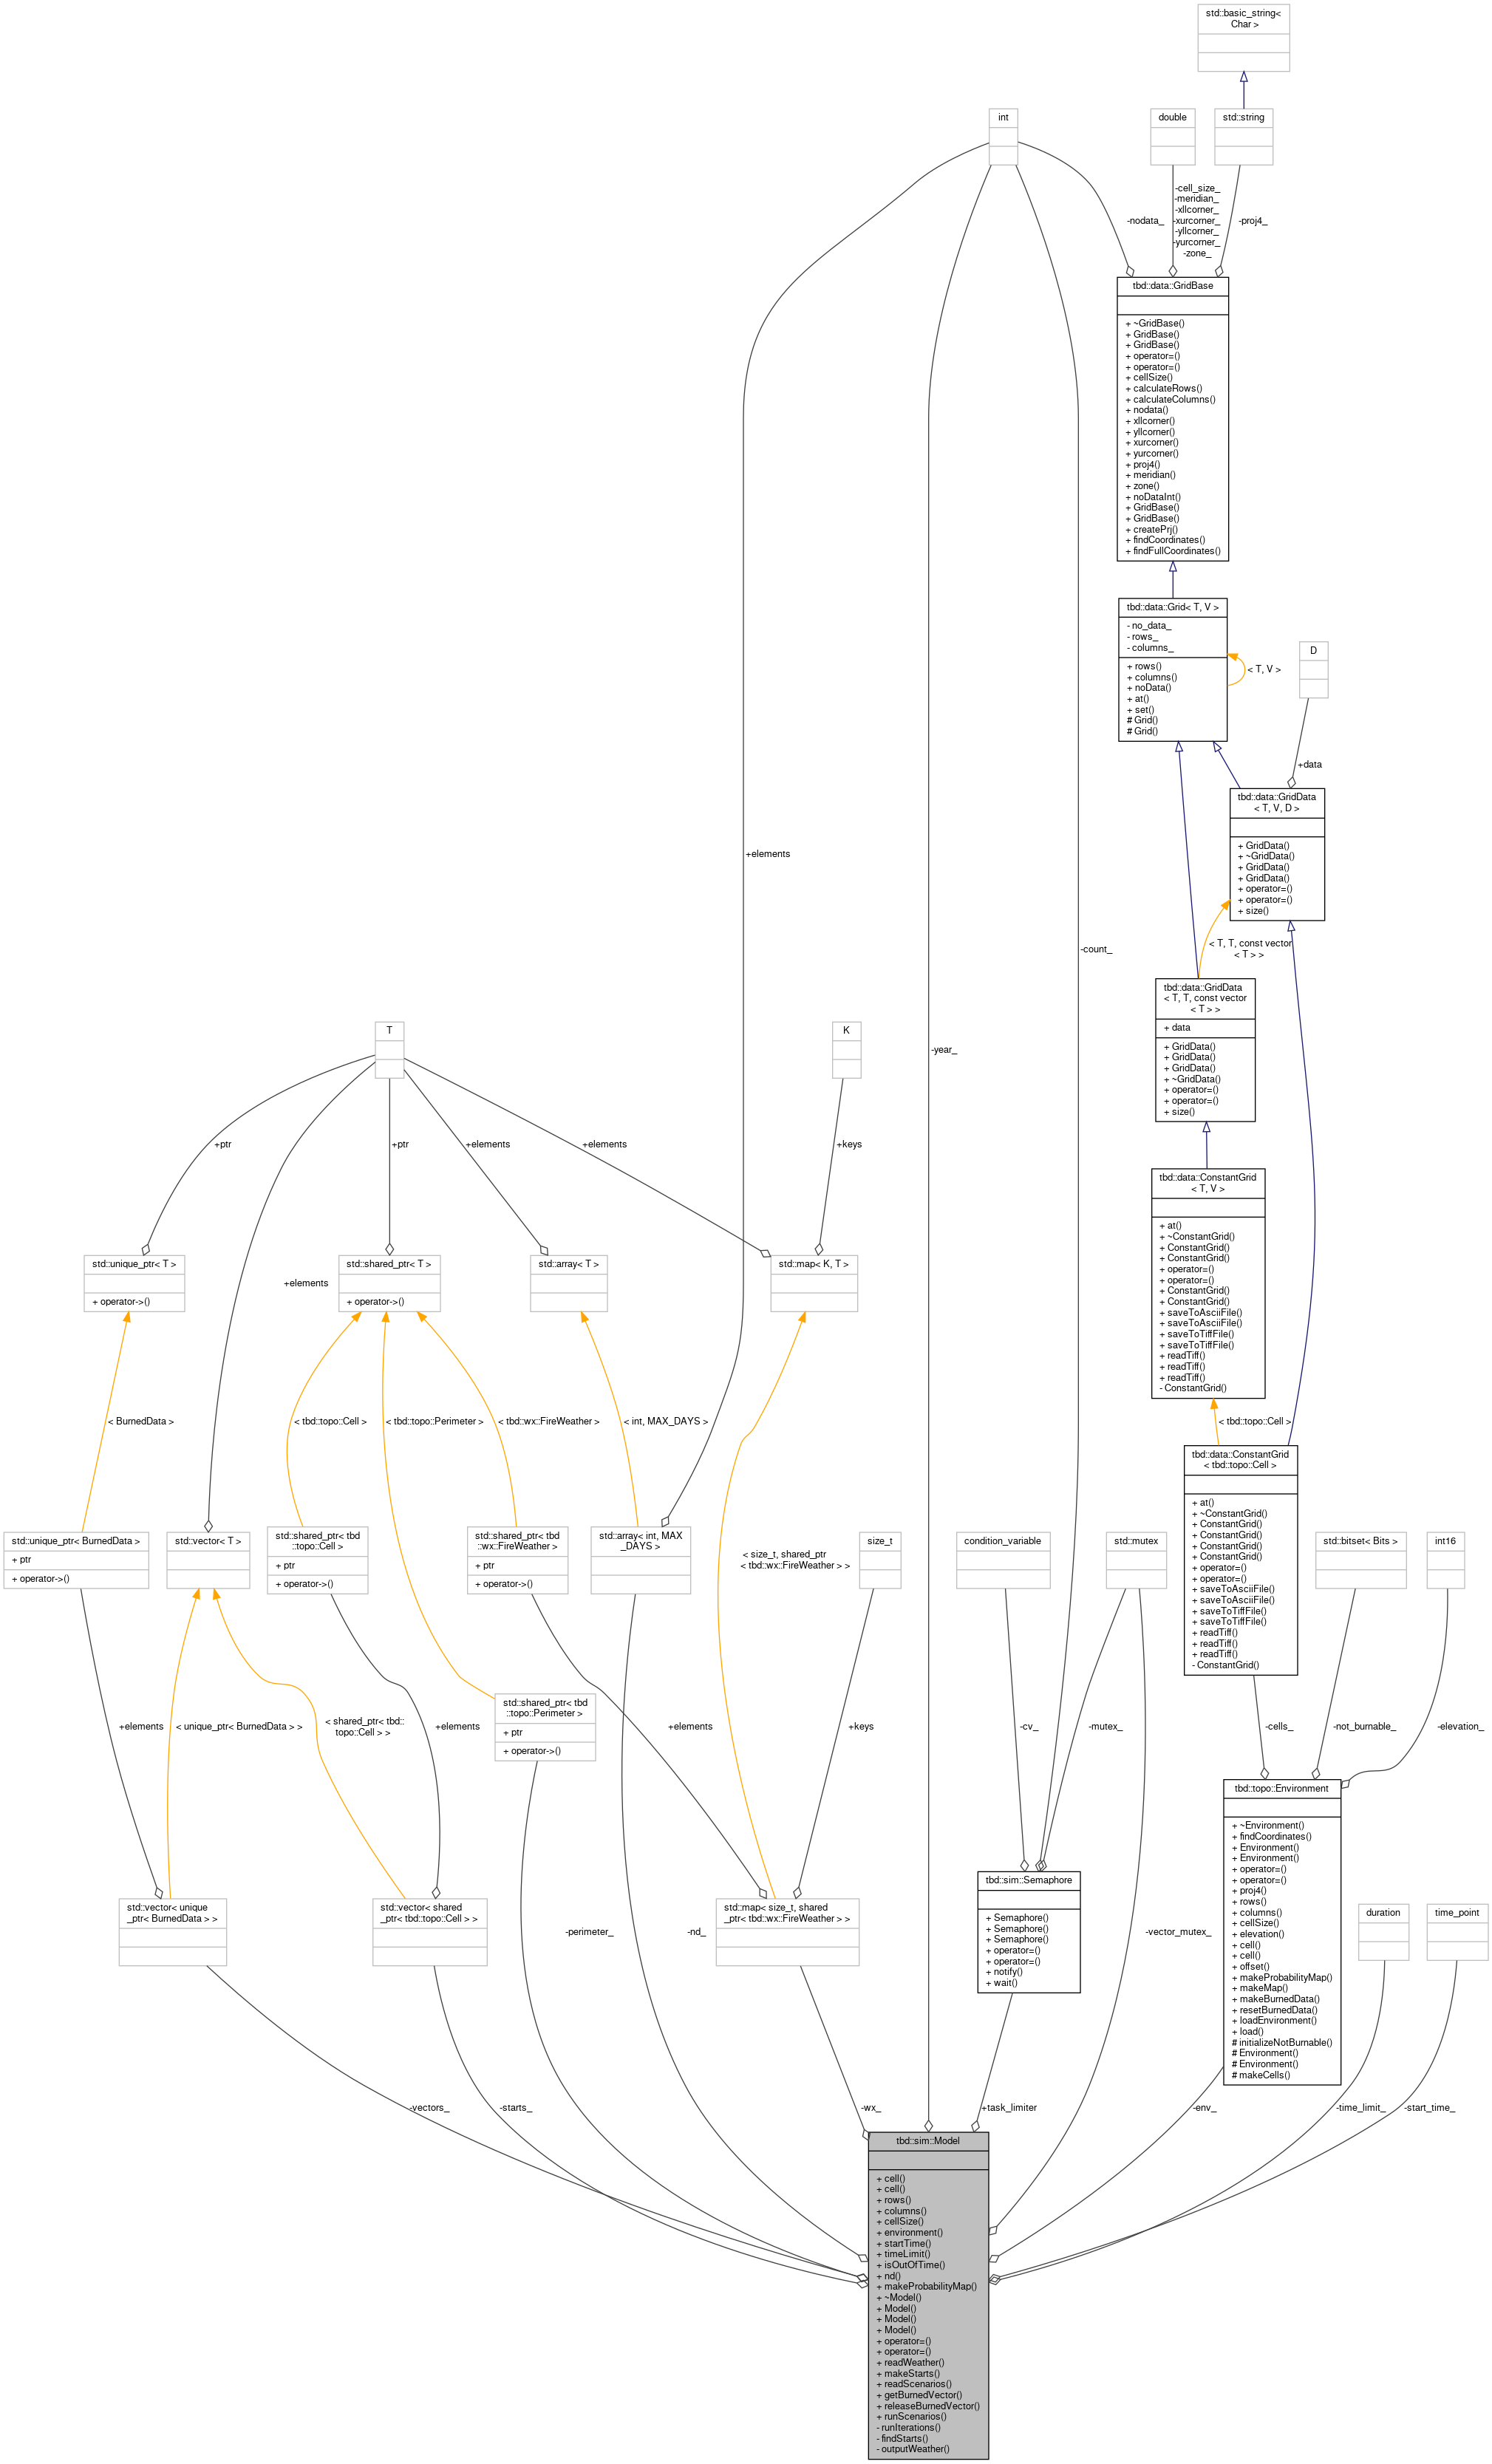 std::basic_string<
Char >
int
double
std::string
-cell_size_
-meridian_
-xllcorner_
-xurcorner_
-yllcorner_
-yurcorner_
-zone_
-nodata_
-proj4_
tbd::data::GridBase
+ ~GridBase()
+ GridBase()
+ GridBase()
+ operator=()
+ operator=()
+ cellSize()
+ calculateRows()
+ calculateColumns()
+ nodata()
+ xllcorner()
+ yllcorner()
+ xurcorner()
+ yurcorner()
+ proj4()
+ meridian()
+ zone()
+ noDataInt()
+ GridBase()
+ GridBase()
+ createPrj()
+ findCoordinates()
+ findFullCoordinates()
tbd::data::Grid< T, V >
- no_data_
- rows_
- columns_
+ rows()
+ columns()
+ noData()
+ at()
+ set()
# Grid()
# Grid()
< T, V >
D
+data
tbd::data::GridData
< T, V, D >
+ GridData()
+ ~GridData()
+ GridData()
+ GridData()
+ operator=()
+ operator=()
+ size()
+elements
-count_
< T, T, const vector
< T > >
tbd::data::GridData
< T, T, const vector
< T > >
+ data
+ GridData()
+ GridData()
+ GridData()
+ ~GridData()
+ operator=()
+ operator=()
+ size()
T
K
-year_
+ptr
+ptr
+elements
+elements
+keys
tbd::data::ConstantGrid
< T, V >
+ at()
+ ~ConstantGrid()
+ ConstantGrid()
+ ConstantGrid()
+ operator=()
+ operator=()
+ ConstantGrid()
+ ConstantGrid()
+ saveToAsciiFile()
+ saveToAsciiFile()
+ saveToTiffFile()
+ saveToTiffFile()
+ readTiff()
+ readTiff()
+ readTiff()
- ConstantGrid()
std::unique_ptr< T >
+ operator->()
+elements
std::shared_ptr< T >
+ operator->()
std::array< T >
std::map< K, T >
< BurnedData >
< tbd::topo::Cell >
< tbd::topo::Perimeter >
< tbd::wx::FireWeather >
< int, MAX_DAYS >
< tbd::topo::Cell >
tbd::data::ConstantGrid
< tbd::topo::Cell >
+ at()
+ ~ConstantGrid()
+ ConstantGrid()
+ ConstantGrid()
+ ConstantGrid()
+ ConstantGrid()
+ operator=()
+ operator=()
+ saveToAsciiFile()
+ saveToAsciiFile()
+ saveToTiffFile()
+ saveToTiffFile()
+ readTiff()
+ readTiff()
+ readTiff()
- ConstantGrid()
std::unique_ptr< BurnedData >
+ ptr
+ operator->()
std::vector< T >
std::shared_ptr< tbd
::topo::Cell >
+ ptr
+ operator->()
std::shared_ptr< tbd
::wx::FireWeather >
+ ptr
+ operator->()
std::array< int, MAX
_DAYS >
< size_t, shared_ptr
< tbd::wx::FireWeather > >
size_t
condition_variable
std::mutex
std::bitset< Bits >
int16
std::shared_ptr< tbd
::topo::Perimeter >
+ ptr
+ operator->()
+elements
< unique_ptr< BurnedData > >
< shared_ptr< tbd::
topo::Cell > >
+elements
+elements
+keys
-cv_
-mutex_
-cells_
-not_burnable_
-elevation_
tbd::topo::Environment
+ ~Environment()
+ findCoordinates()
+ Environment()
+ Environment()
+ operator=()
+ operator=()
+ proj4()
+ rows()
+ columns()
+ cellSize()
+ elevation()
+ cell()
+ cell()
+ offset()
+ makeProbabilityMap()
+ makeMap()
+ makeBurnedData()
+ resetBurnedData()
+ loadEnvironment()
+ load()
# initializeNotBurnable()
# Environment()
# Environment()
# makeCells()
std::vector< unique
_ptr< BurnedData > >
std::vector< shared
_ptr< tbd::topo::Cell > >
-perimeter_
-nd_
std::map< size_t, shared
_ptr< tbd::wx::FireWeather > >
tbd::sim::Semaphore
+ Semaphore()
+ Semaphore()
+ Semaphore()
+ operator=()
+ operator=()
+ notify()
+ wait()
-vector_mutex_
duration
time_point
-vectors_
-starts_
-wx_
+task_limiter
-env_
-time_limit_
-start_time_
tbd::sim::Model
+ cell()
+ cell()
+ rows()
+ columns()
+ cellSize()
+ environment()
+ startTime()
+ timeLimit()
+ isOutOfTime()
+ nd()
+ makeProbabilityMap()
+ ~Model()
+ Model()
+ Model()
+ Model()
+ operator=()
+ operator=()
+ readWeather()
+ makeStarts()
+ readScenarios()
+ getBurnedVector()
+ releaseBurnedVector()
+ runScenarios()
- runIterations()
- findStarts()
- outputWeather()